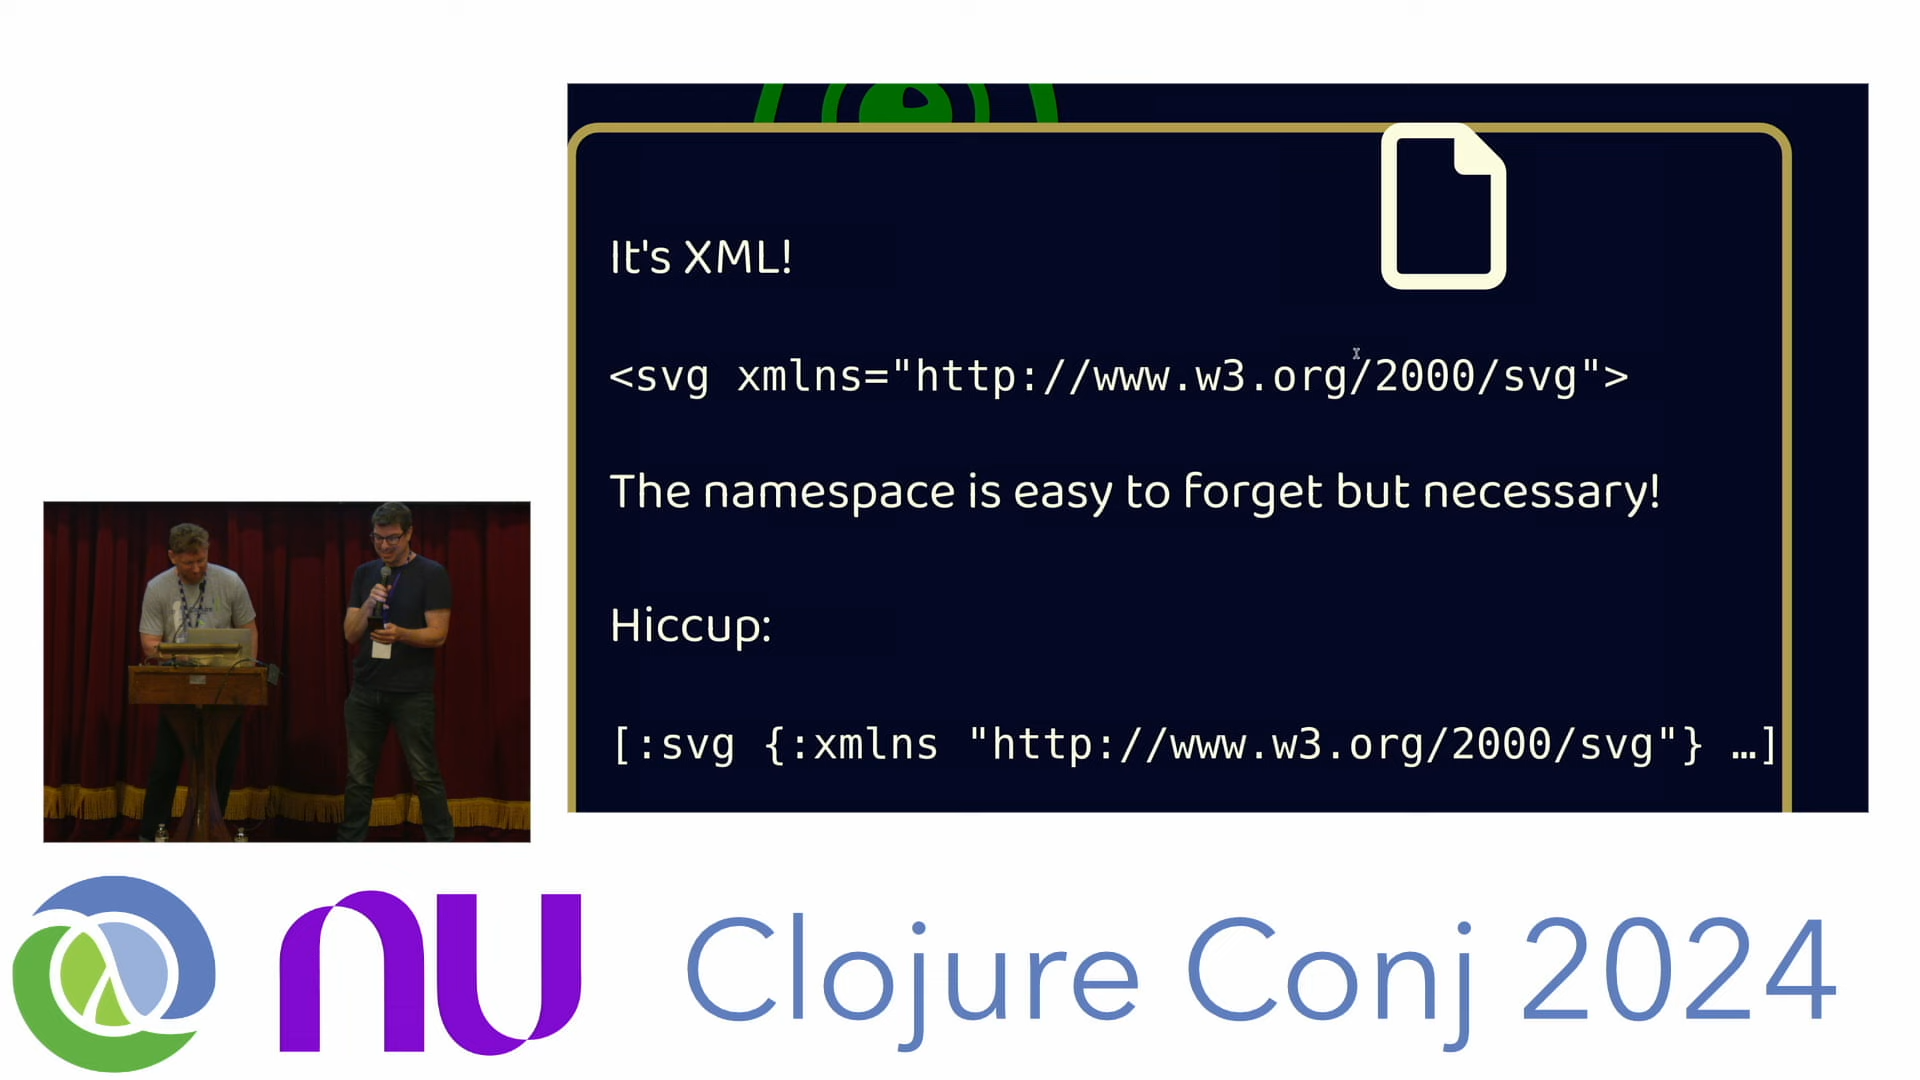 It's XML!
<svg xmlns="http://www.w3.org/2000/svg">
The namespace is easy to forget but necessary!
Hiccup:
[:svg {:xmlns "http://www.w3.org/2000/svg"} …]
nu
Clojure Conj 2024